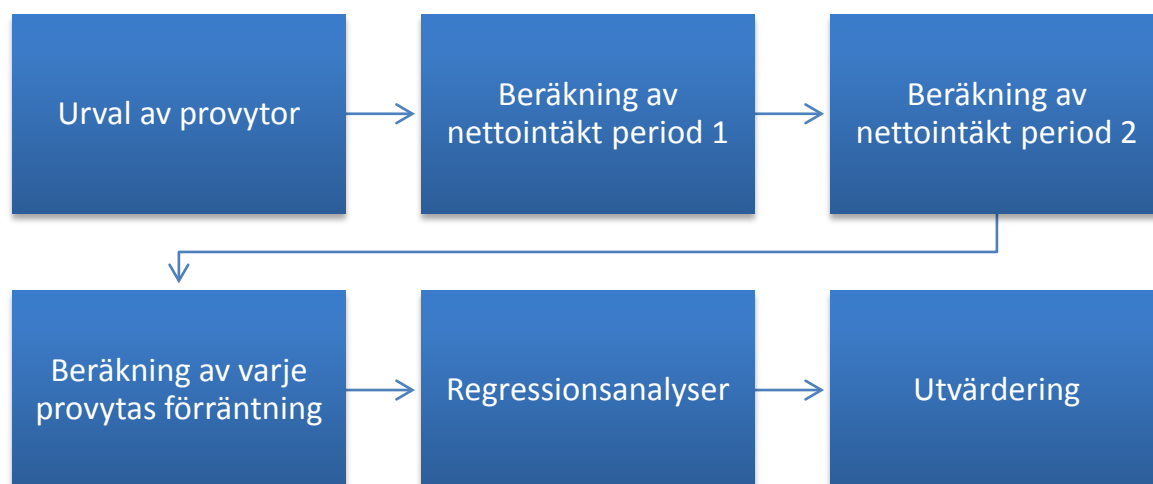 Urval av provytor
Beräkning av
nettointäkt period 1
Beräkning av
nettointäkt period 2
Beräkning av varje
provytas förräntning
Regressionsanalyser
Utvärdering